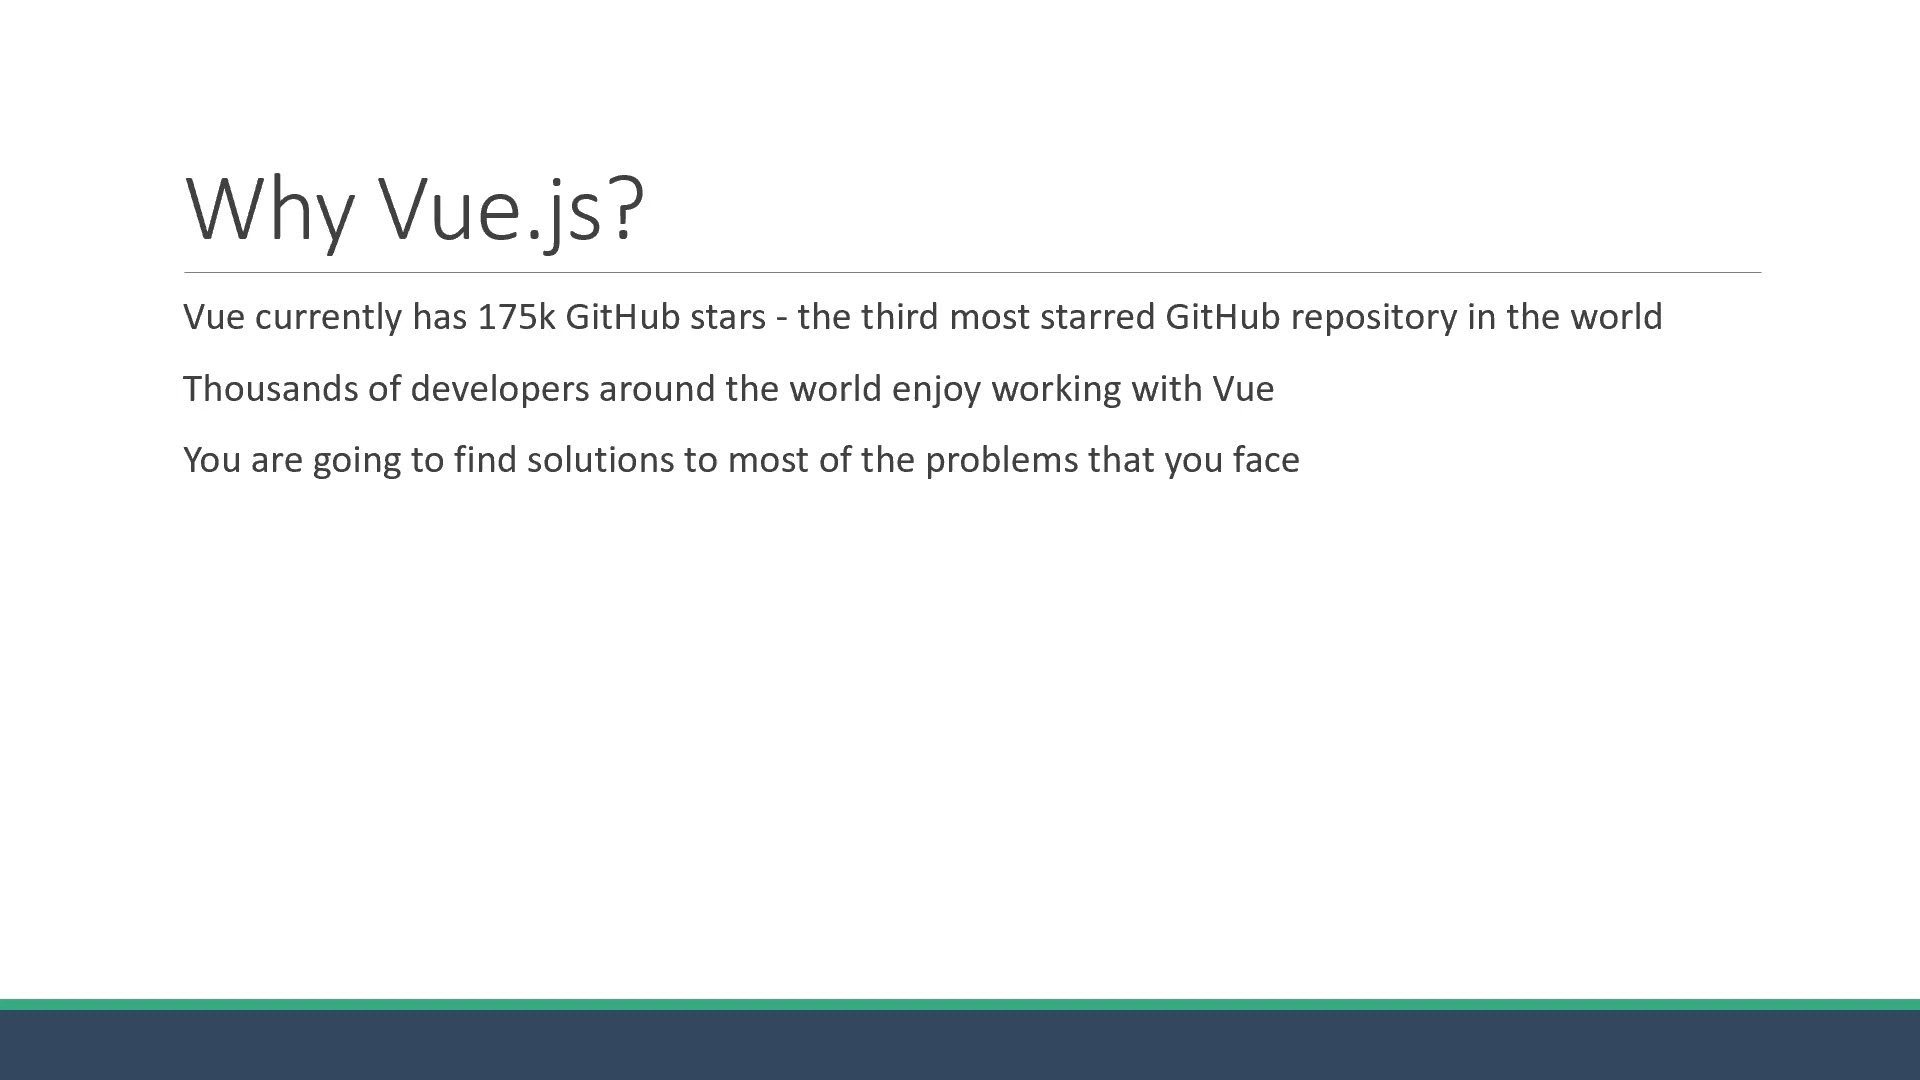 Why Vue.js?
Vue currently has 175k GitHub stars - the third most starred GitHub repository in the world
Thousands of developers around the world enjoy working with Vue
You are going to find solutions to most of the problems that you face